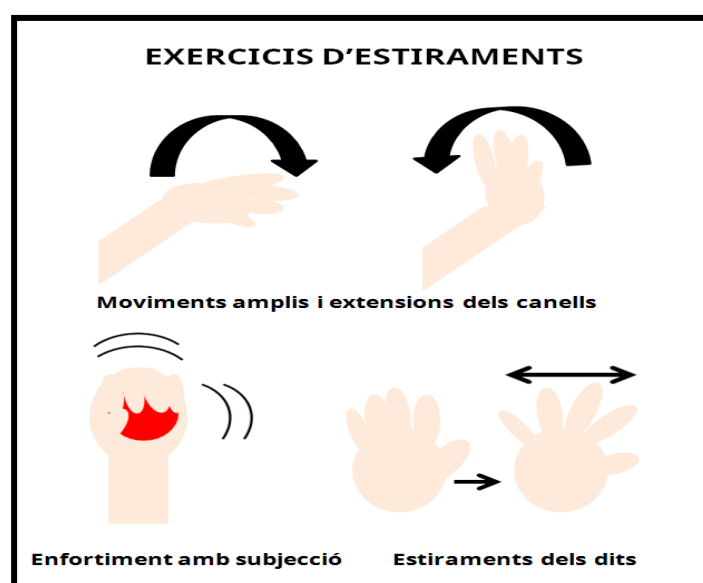 EXERCICIS D’ESTIRAMENTS
Moviments amplis i extensions dels canells
Enfortiment amb subjecció
Estiraments dels dits